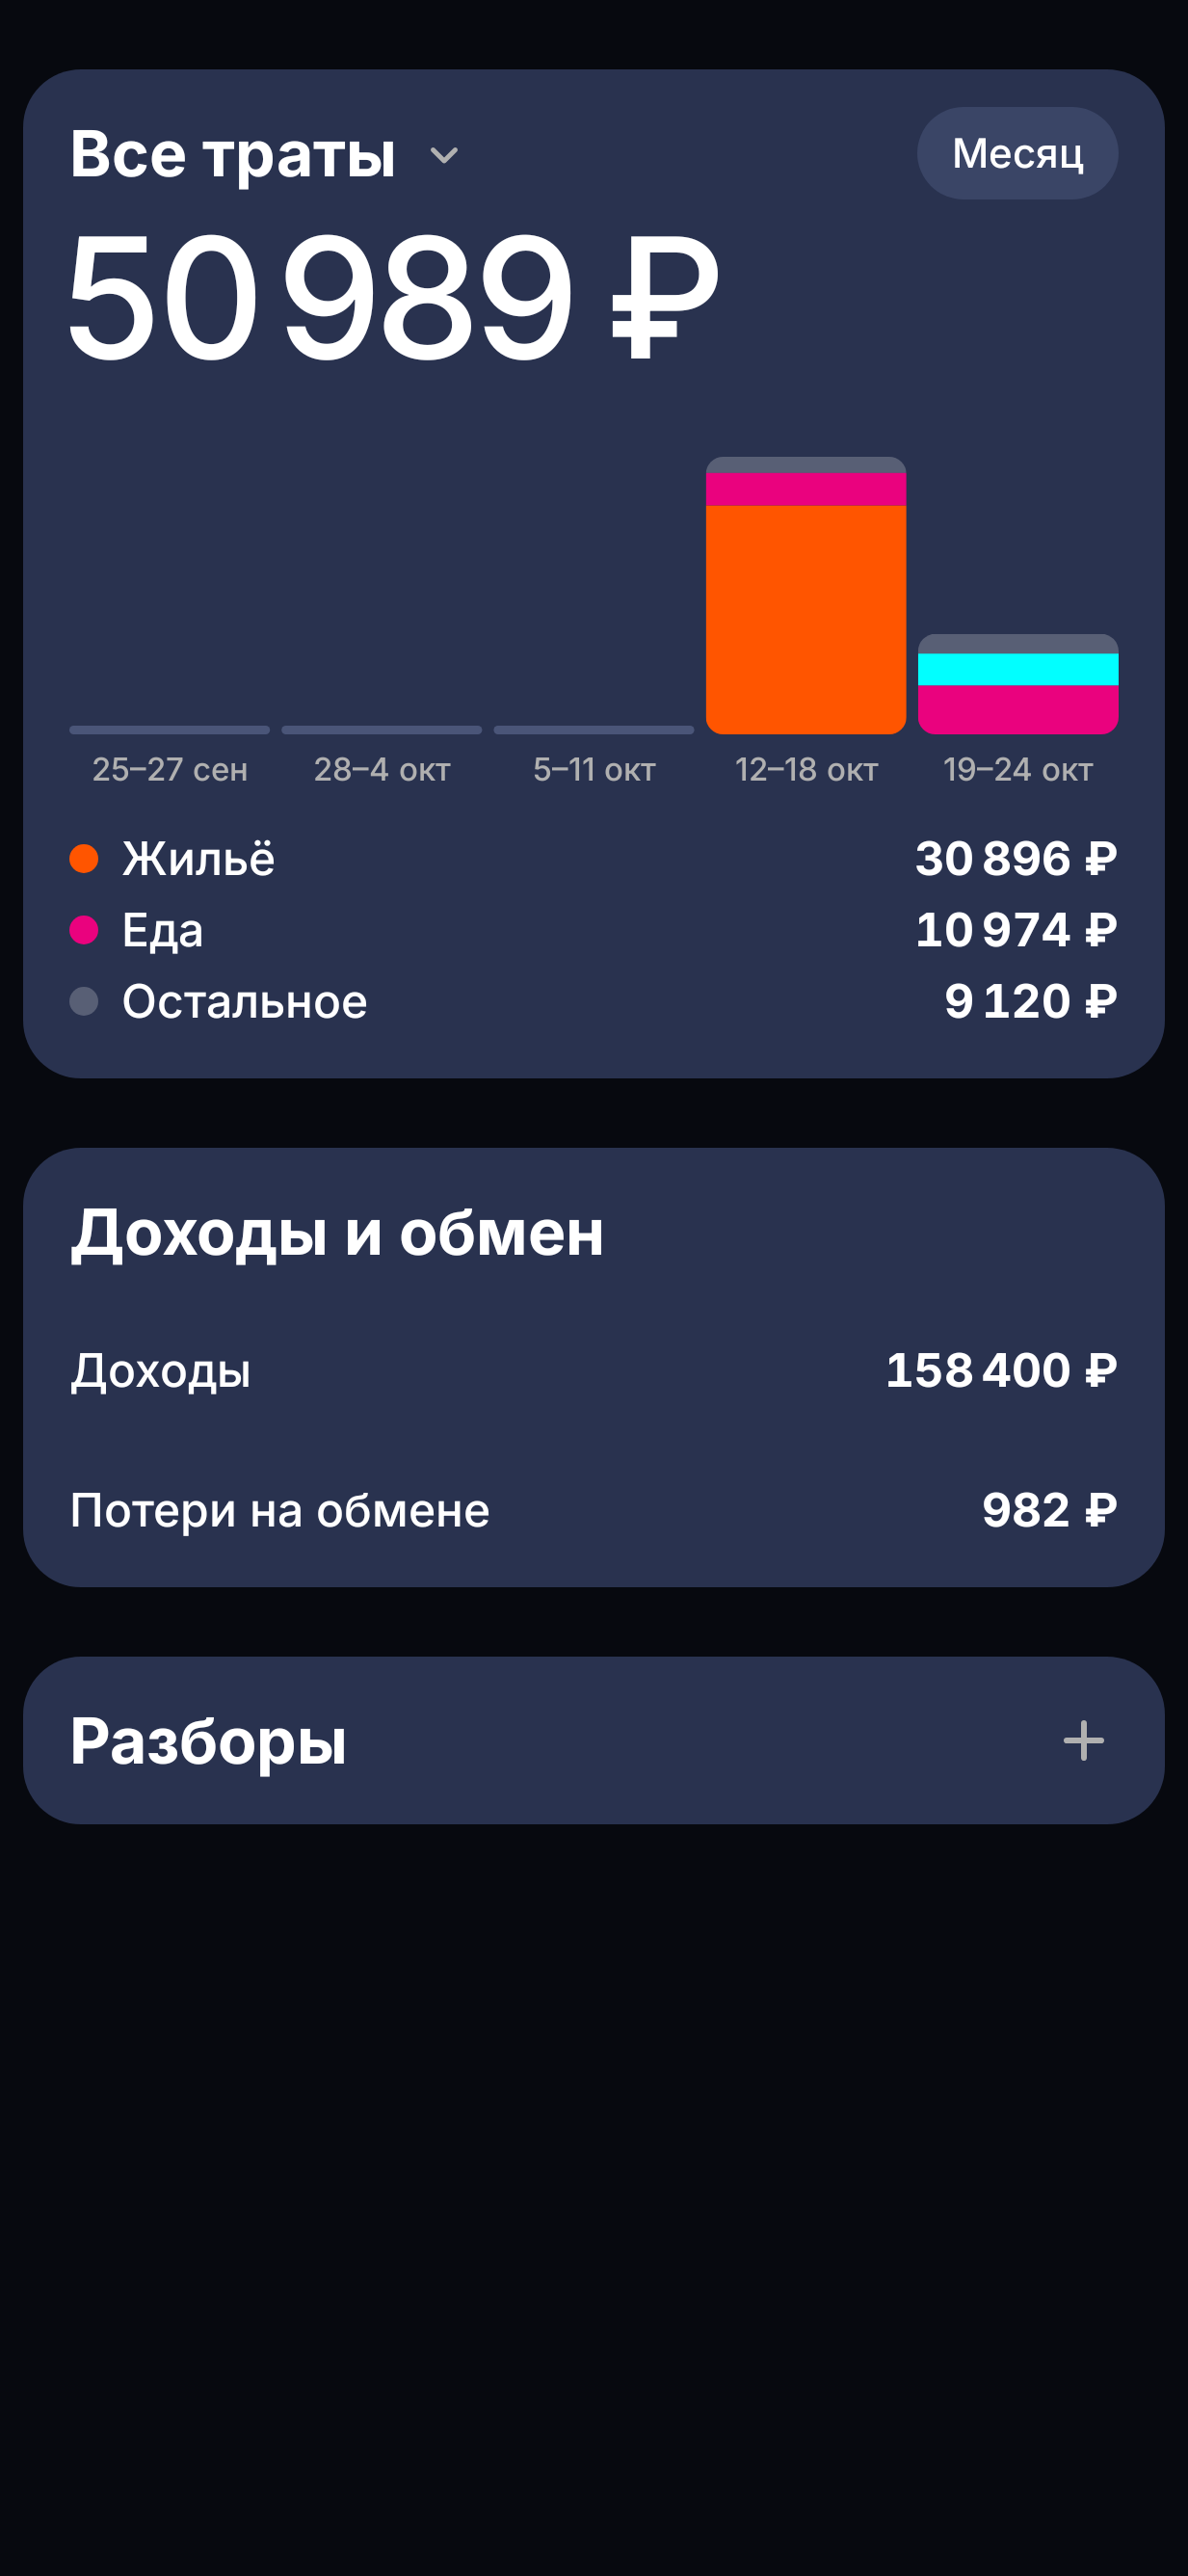 Все траты
Месяц
50 989 ₽
25–27 сен
28–4 окт
5–11 окт
12–18 окт
19–24 окт
Жильё 30 896 ₽
Еда 10 974 ₽
Остальное 9 120 ₽
Доходы и обмен
Доходы 158 400 ₽
Потери на обмене 982 ₽
Разборы